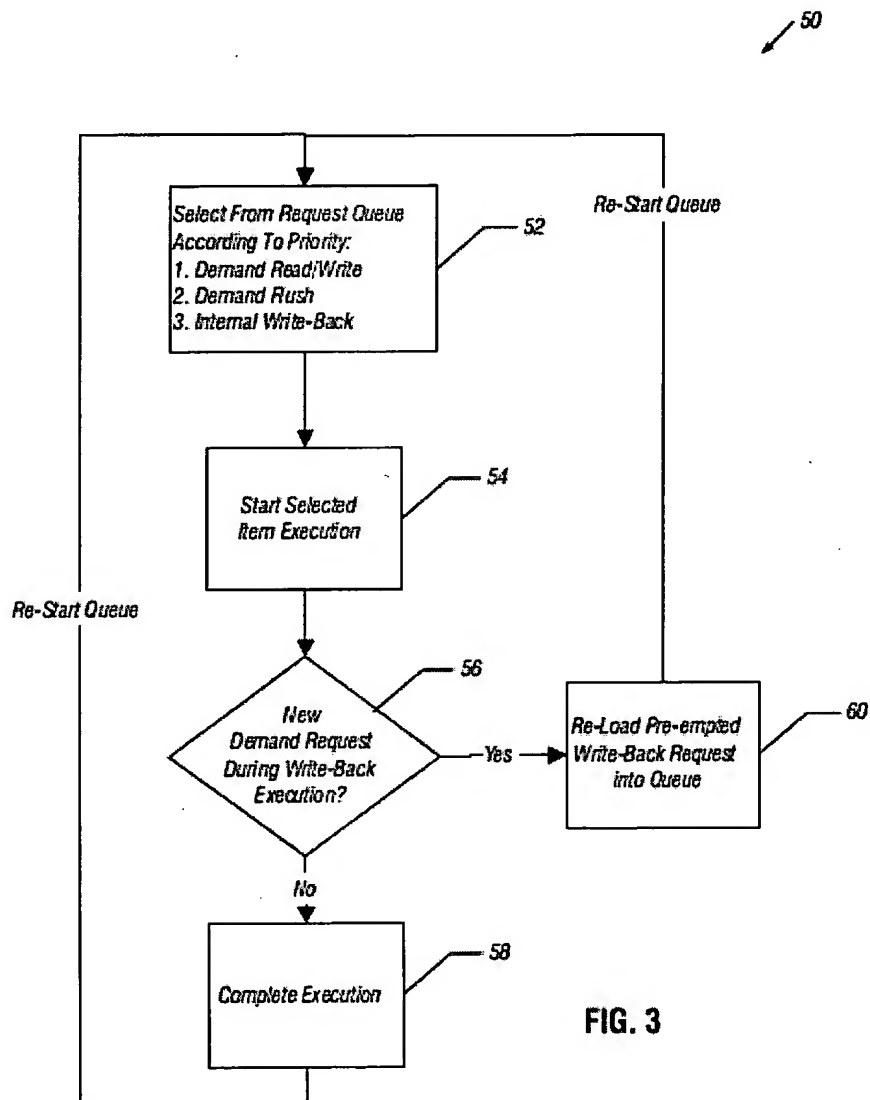 50
Select From Request Queue
According To Priority:
1. Demand Read/Write
2. Demand Rush
3. Internal Write-Back
52
Re-Start Queue
Start Selected
Item Execution
54
Re-Start Queue
New
Demand Request
During Write-Back
Execution?
56
Yes
Re-Load Pre-empted
Write-Back Request
into Queue
60
No
Complete Execution
58
FIG. 3